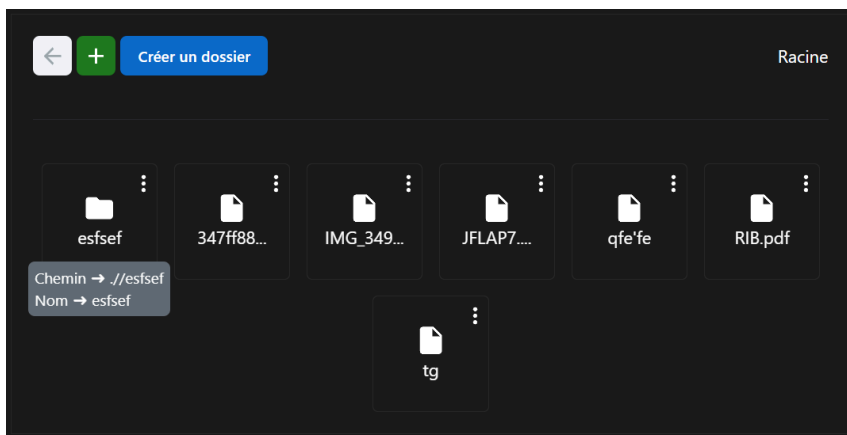 Créer un dossier
Racine
esfsef
347ff88...
IMG_349...
JFLAP7....
qfe'fe
RIB.pdf
Chemin ➜ .//esfsef
Nom ➜ esfsef
tg